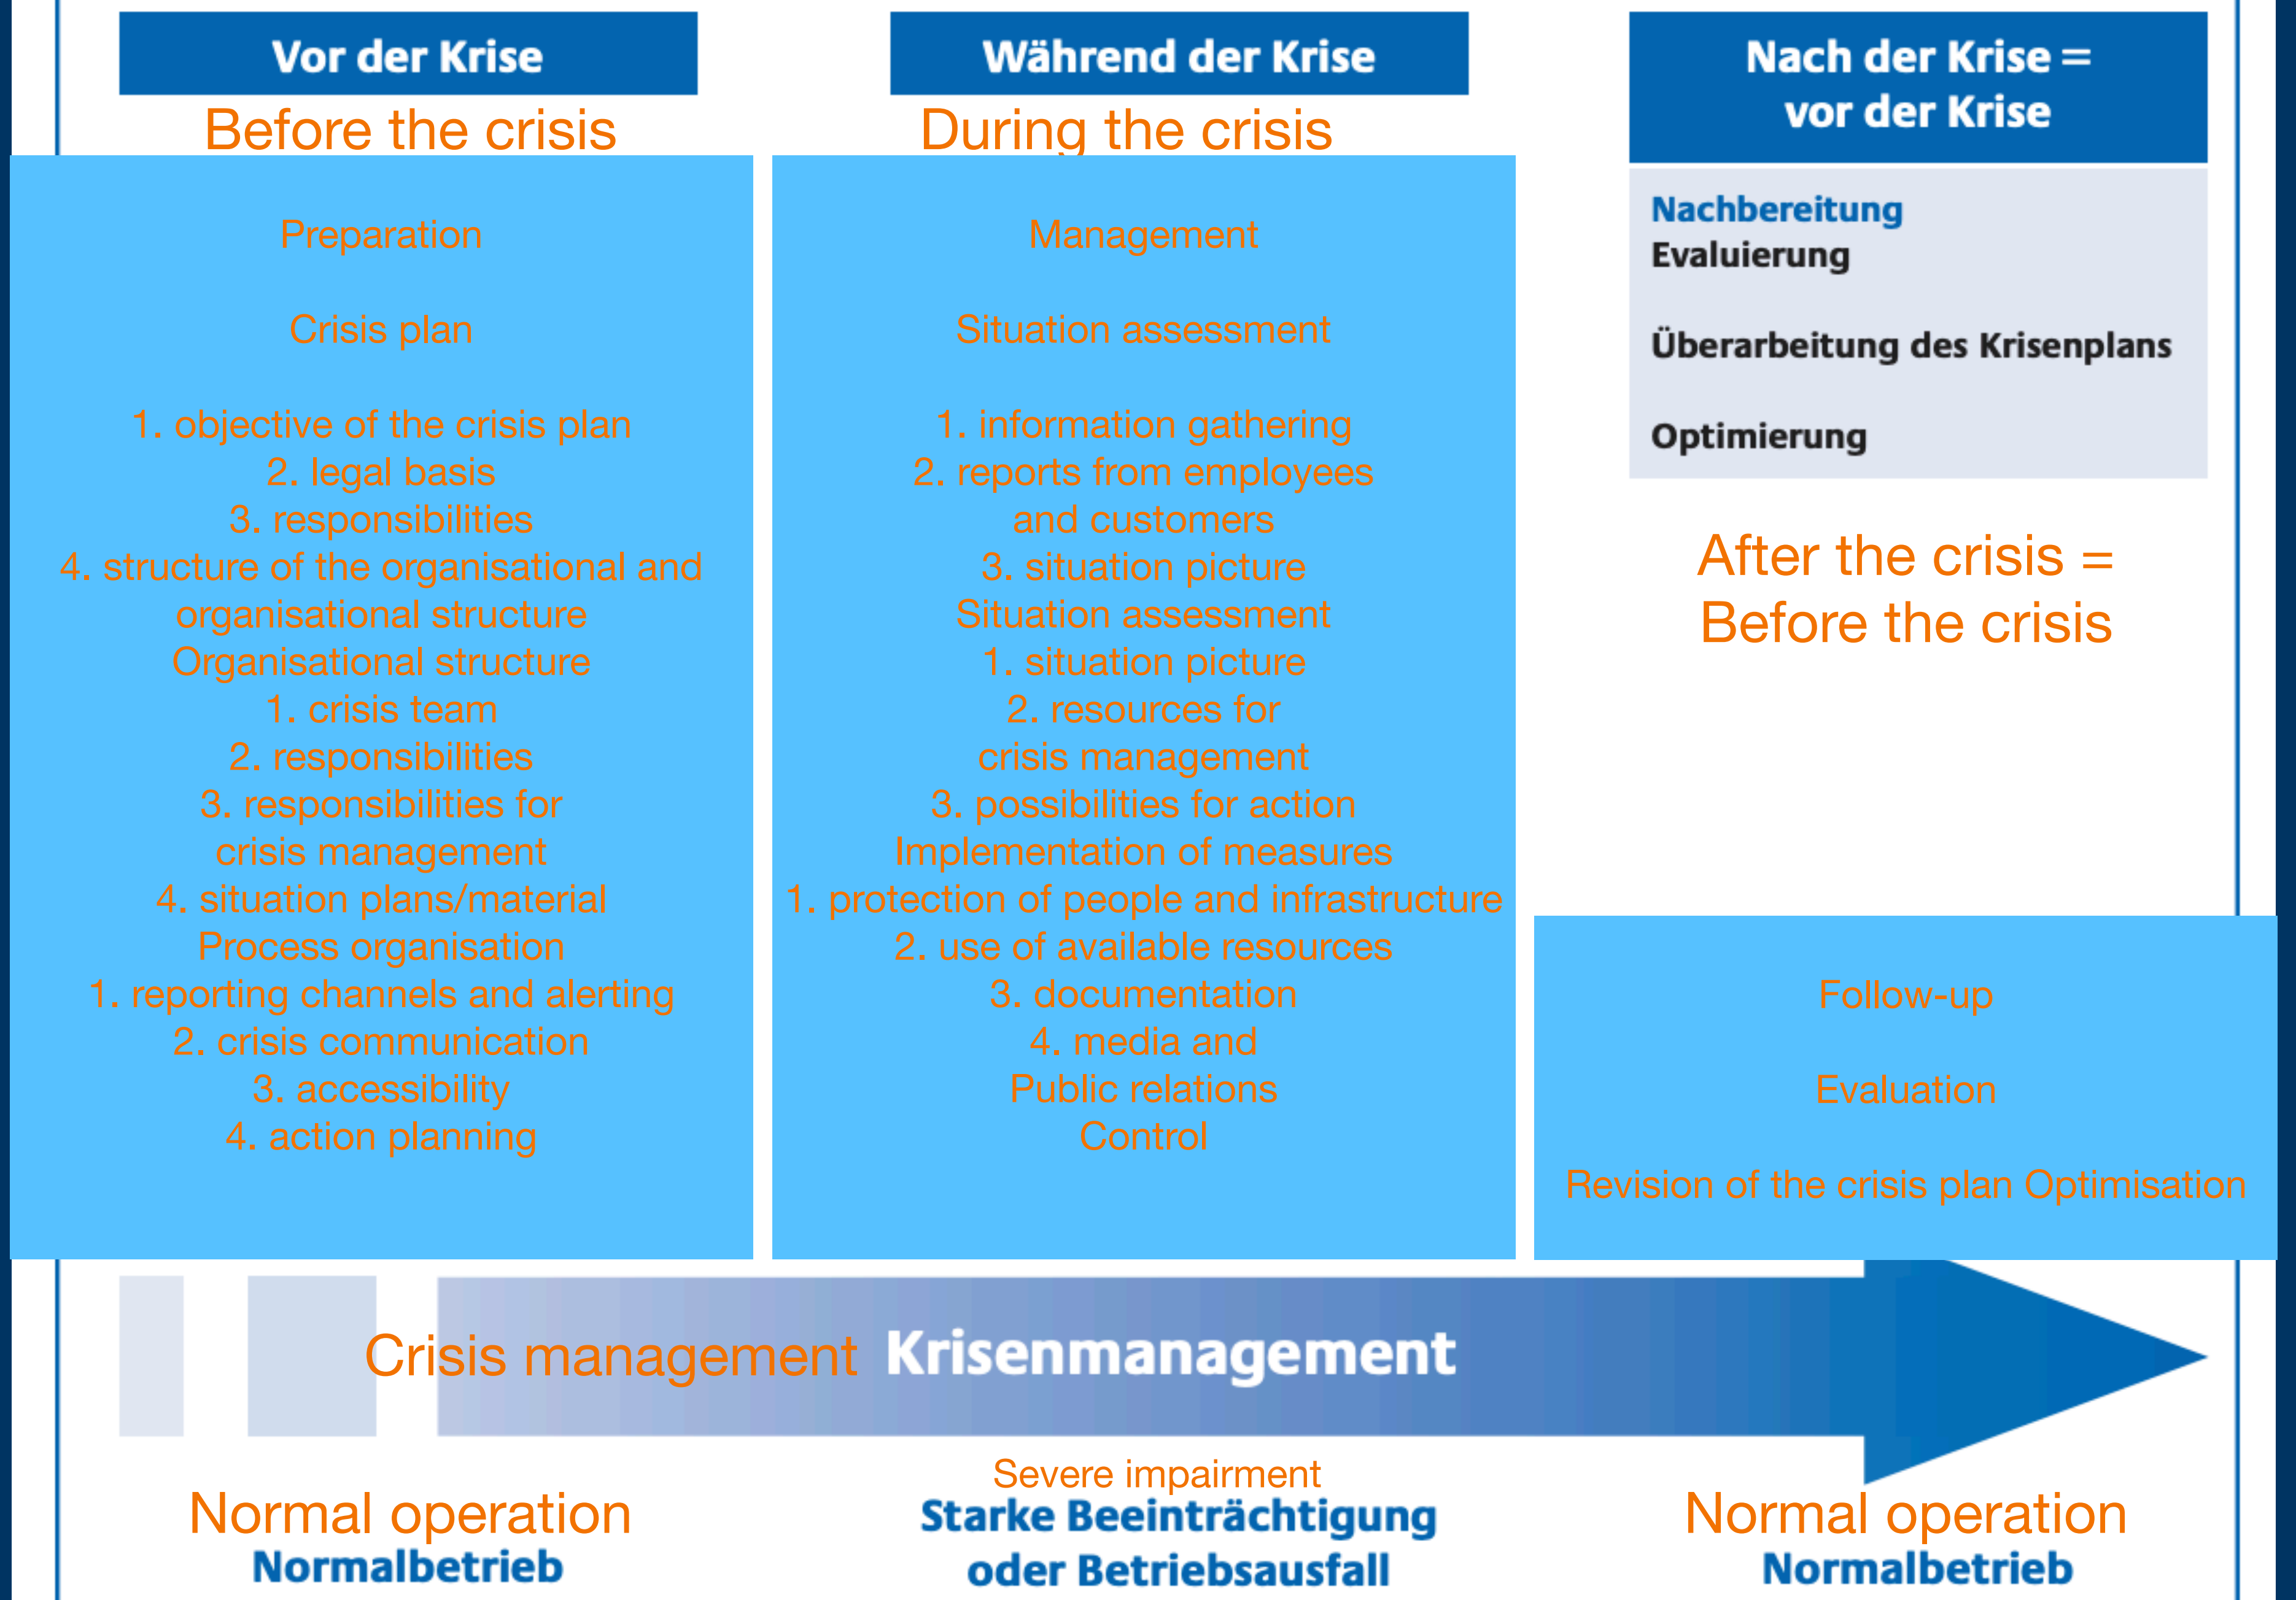 Vor der Krise
Before the crisis
Preparation
Crisis plan
1. objective of the crisis plan
2. legal basis
3. responsibilities
4. structure of the organisational and
organisational structure
Organisational structure
1. crisis team
2. responsibilities
3. responsibilities for
crisis management
4. situation plans/material
Process organisation
1. reporting channels and alerting
2. crisis communication
3. accessibility
4. action planning
Während der Krise
During the crisis
Management
Situation assessment
1. information gathering
2. reports from employees
and customers
3. situation picture
Situation assessment
1. situation picture
2. resources for
crisis management
3. possibilities for action
Implementation of measures
1. protection of people and infrastructure
2. use of available resources
3. documentation
4. media and
Public relations
Control
Nach der Krise =
vor der Krise
Nachbereitung
Evaluierung
Überarbeitung des Krisenplans
Optimierung
After the crisis =
Before the crisis
Follow-up
Evaluation
Revision of the crisis plan Optimisation
Crisis management Krisenmanagement
Normal operation
Normalbetrieb
Severe impairment
Starke Beeinträchtigung
oder Betriebsausfall
Normal operation
Normalbetrieb